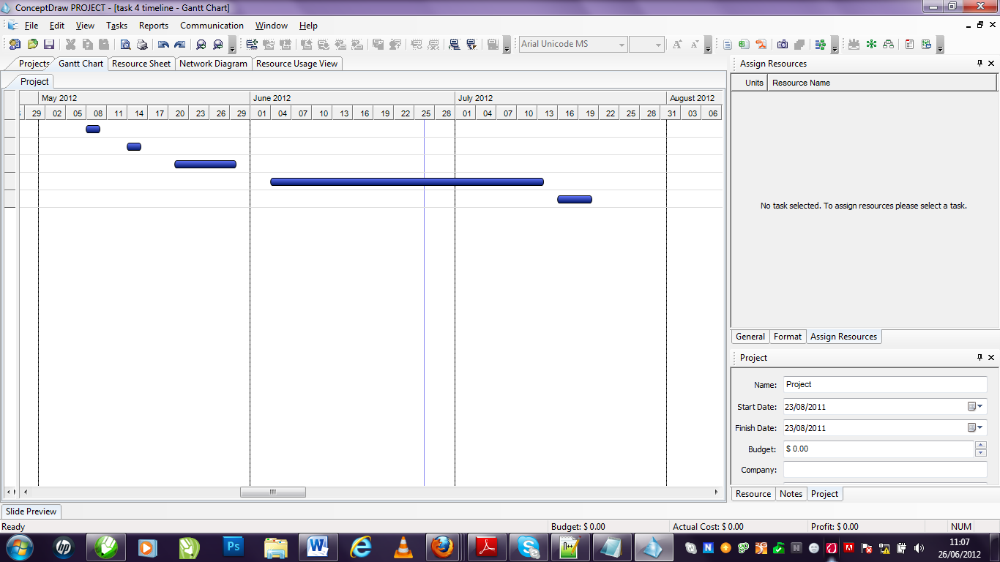 ConceptDraw PROJECT - [task 4 timeline - Gantt Chart]
File Edit View Tasks Reports Communication Window Help
Arial Unicode MS
Projects Gantt Chart Resource Sheet Network Diagram Resource Usage View
Project
May 2012 June 2012 July 2012 August 2012
29 02 05 08 11 14 17 20 23 26 29 01 04 07 10 13 16 19 22 25 28 01 04 07 10 13 16 19 22 25 28 31 03 06
Assign Resources
Units Resource Name
No task selected. To assign resources please select a task.
General Format Assign Resources
Project
Name: Project
Start Date: 23/08/2011
Finish Date: 23/08/2011
Budget: $ 0.00
Company:
Resource Notes Project
Slide Preview
Ready Budget: $ 0.00 Actual Cost: $ 0.00 Profit: $ 0.00 NUM
11:07
26/06/2012